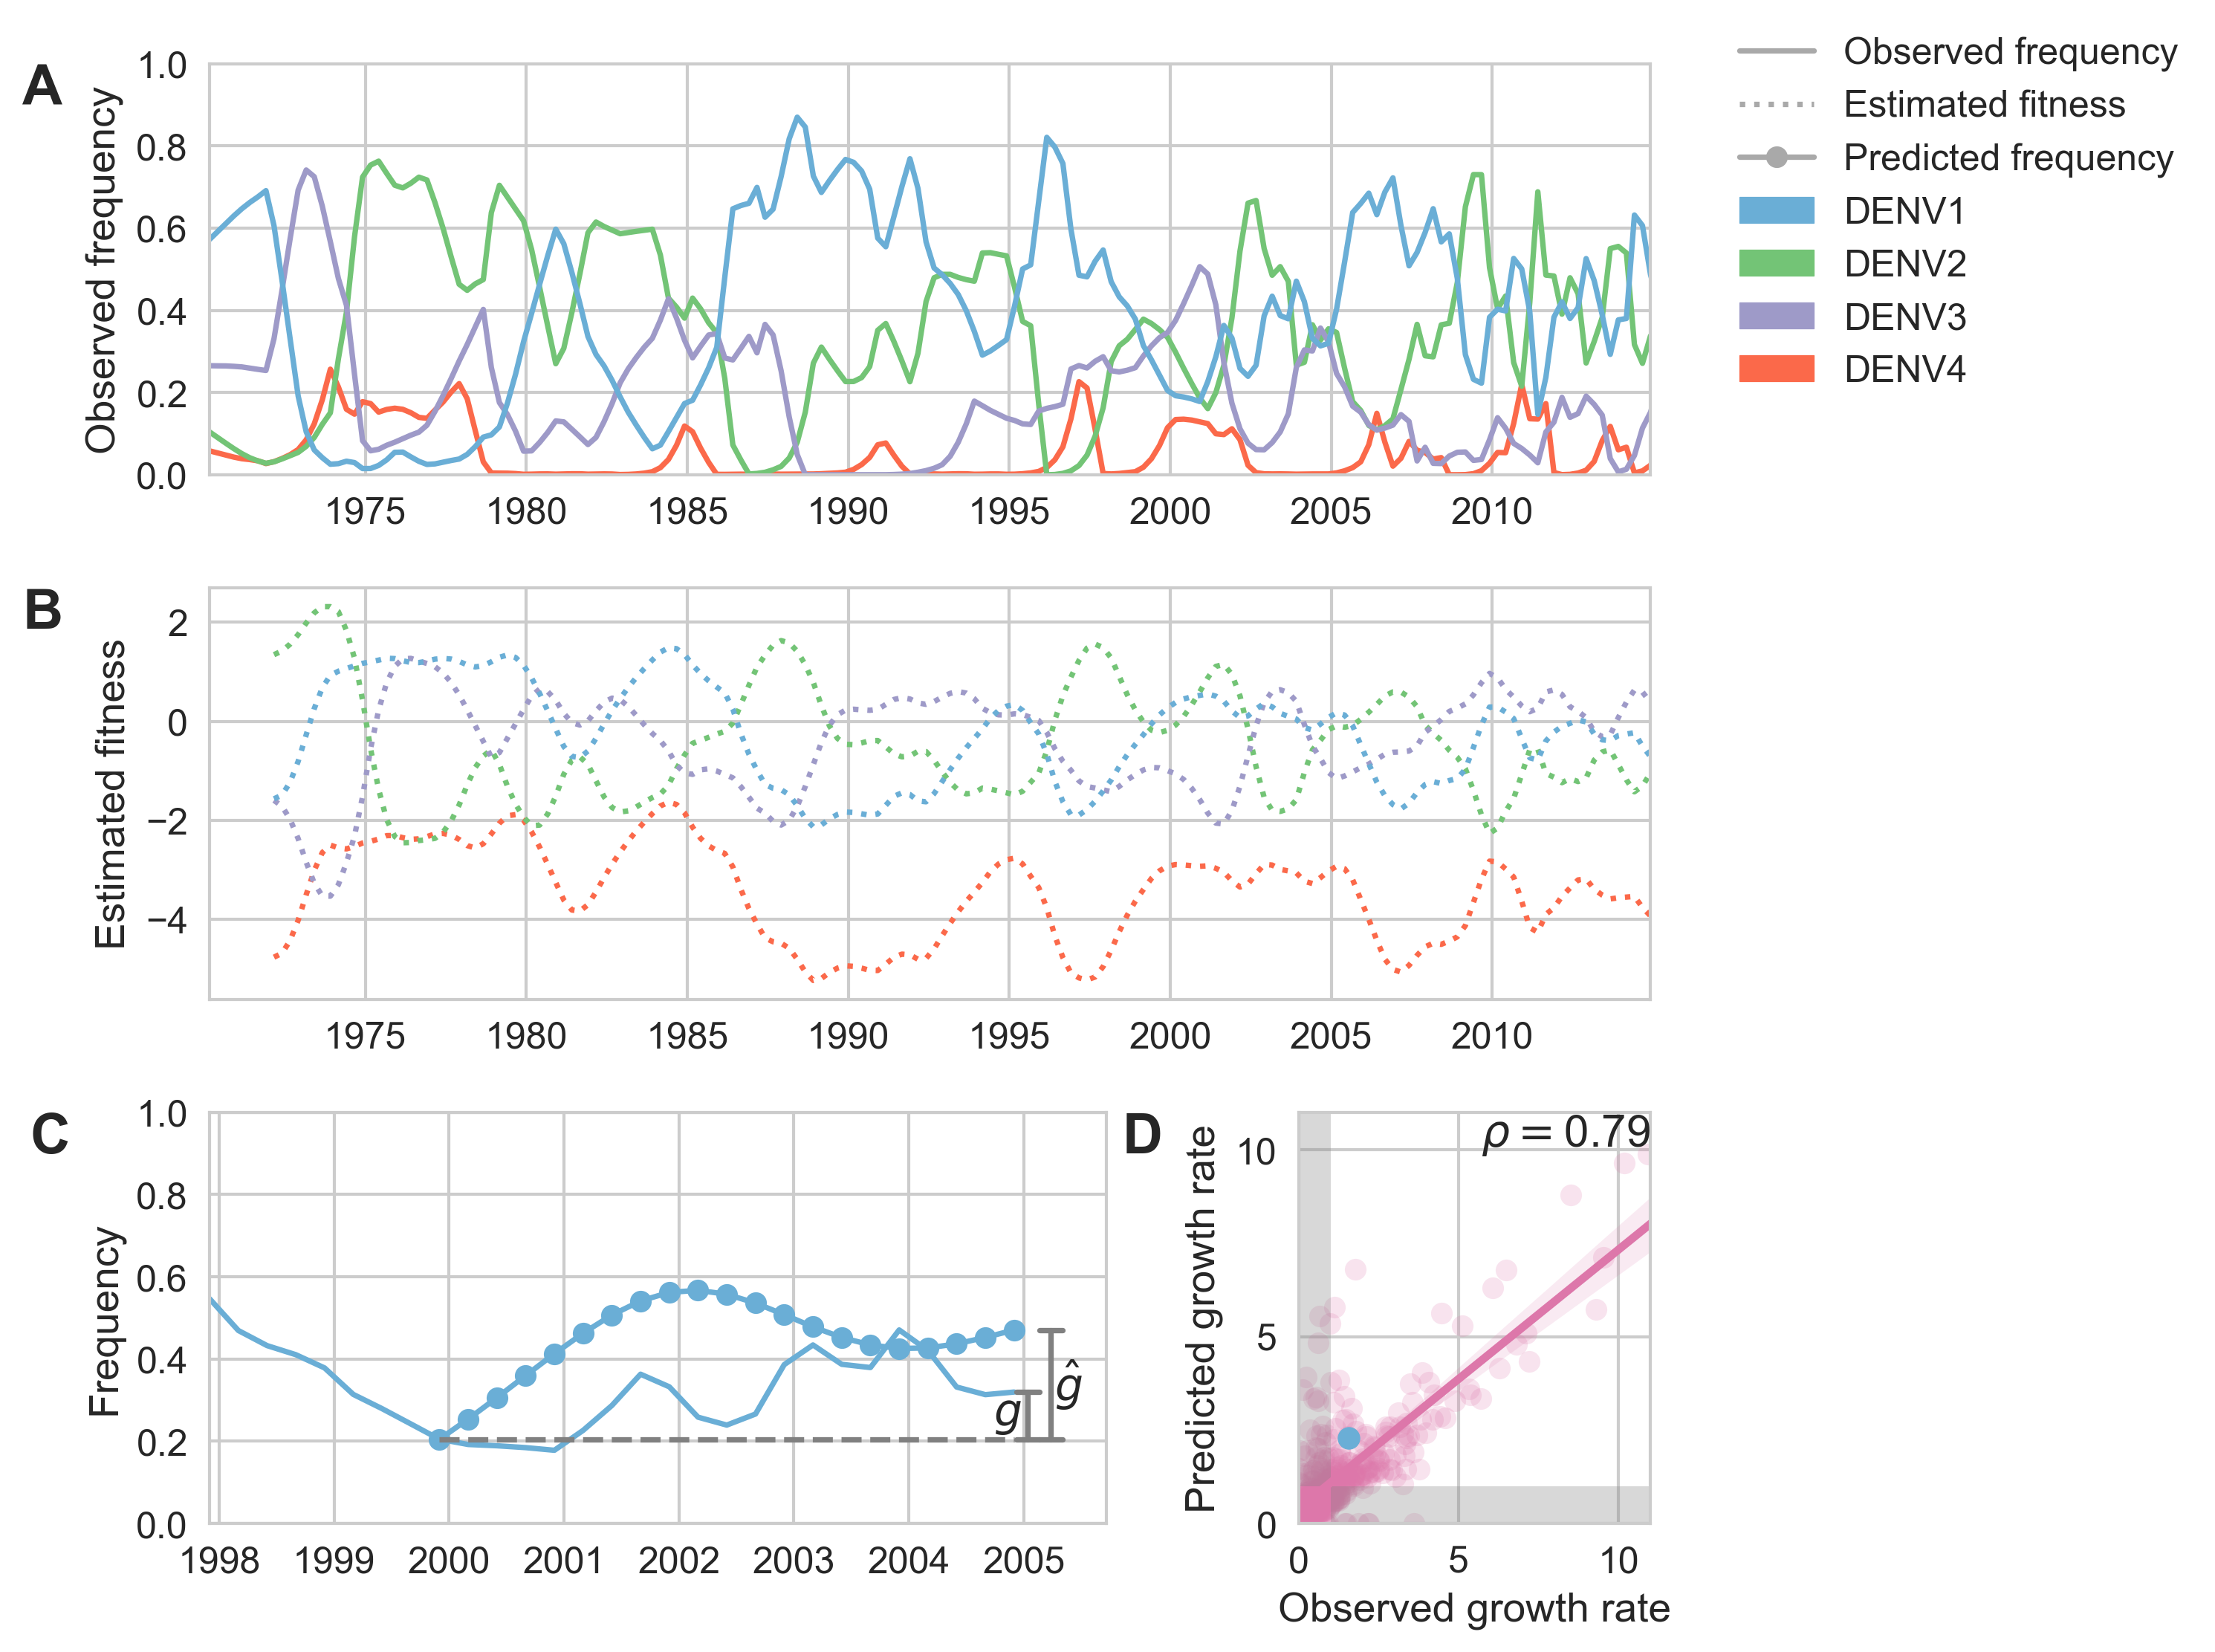 A
Observed frequency
1.0
0.8
0.6
0.4
0.2
0.0
1975 1980 1985 1990 1995 2000 2005 2010
Observed frequency
Estimated fitness
Predicted frequency
DENV1
DENV2
DENV3
DENV4
B
Estimated fitness
2
0
−2
−4
1975 1980 1985 1990 1995 2000 2005 2010
C
Frequency
1.0
0.8
0.6
0.4
0.2
0.0
1998 1999 2000 2001 2002 2003 2004 2005
g
ĝ
D
Predicted growth rate
10
5
0
ρ = 0.79
0 5 10
Observed growth rate